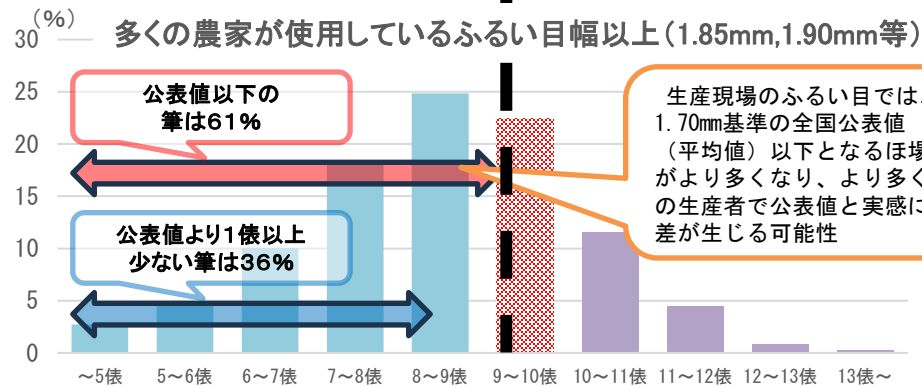 （%）
多くの農家が使用しているふるい目幅以上（1.85mm,1.90mm等）
30
25
20
15
10
5
0
公表値以下の
筆は61%
公表値より1俵以上
少ない筆は36%
生産現場のふるい目では、
1.70mm基準の全国公表値
（平均値）以下となるほ場
がより多くなり、より多く
の生産者で公表値と実感に
差が生じる可能性
～5俵
5～6俵
6～7俵
7～8俵
8～9俵
9～10俵
10～11俵
11～12俵
12～13俵
13俵～